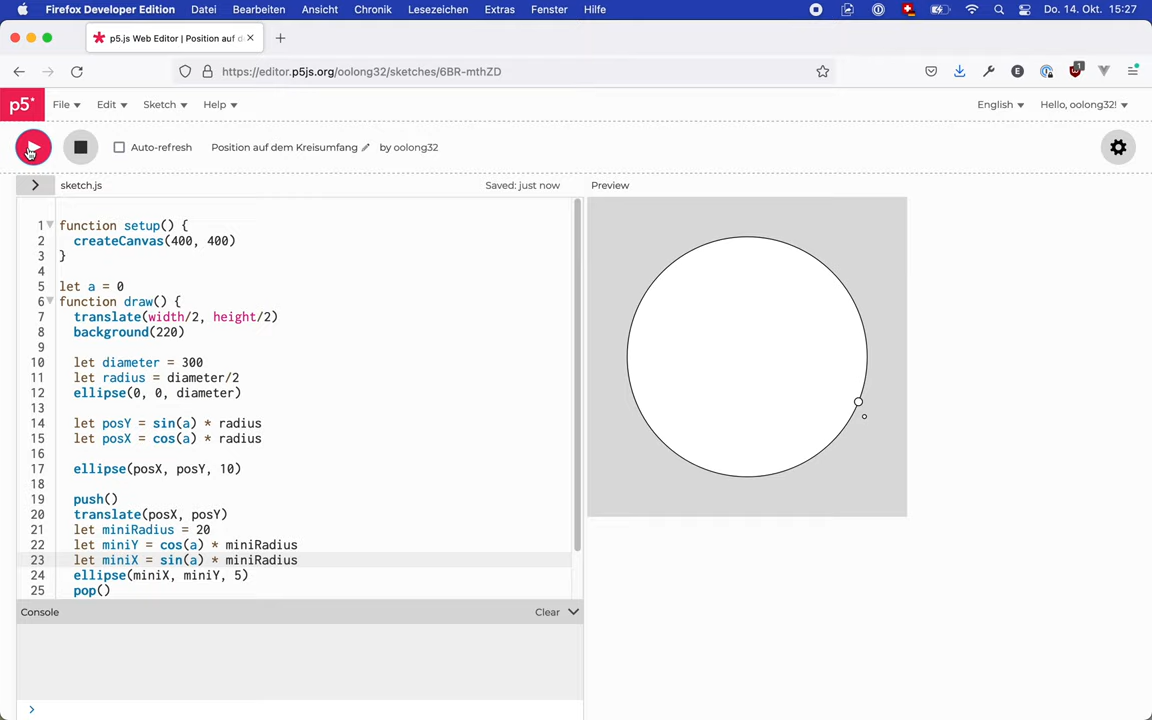 Firefox Developer Edition Datei Bearbeiten Ansicht Chronik Lesezeichen Extras Fenster Hilfe Do. 14. Okt. 15:27
p5.js Web Editor | Position auf d
https://editor.p5js.org/oolong32/sketches/6BR-mthZD
E
1
p5* File Edit Sketch Help English Hello, oolong32!
Auto-refresh Position auf dem Kreisumfang by oolong32
sketch.js Saved: just now Preview
1 function setup() {
2 createCanvas(400, 400)
3 }
4
5 let a = 0
6 function draw() {
7 translate(width/2, height/2)
8 background(220)
9
10 let diameter = 300
11 let radius = diameter/2
12 ellipse(0, 0, diameter)
13
14 let posY = sin(a) * radius
15 let posX = cos(a) * radius
16
17 ellipse(posX, posY, 10)
18
19 push()
20 translate(posX, posY)
21 let miniRadius = 20
22 let miniY = cos(a) * miniRadius
23 let miniX = sin(a) * miniRadius
24 ellipse(miniX, miniY, 5)
25 pop()
Console Clear
>